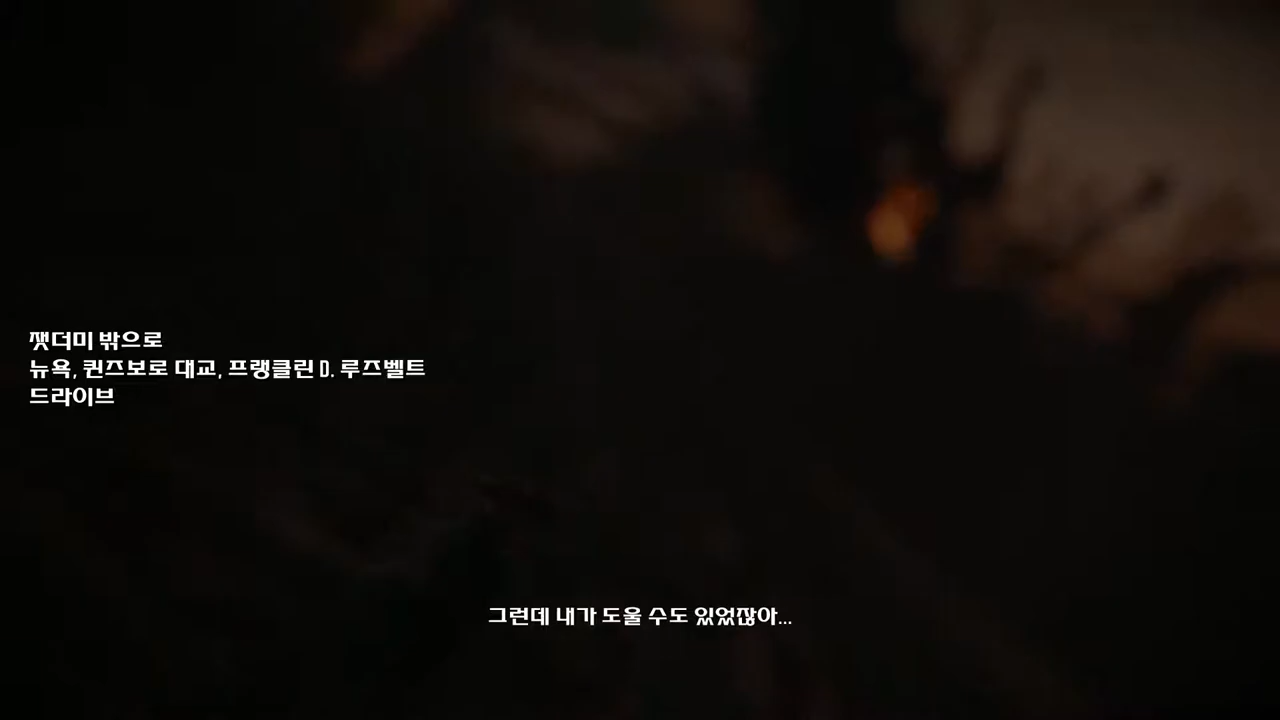 잿더미 밖으로
뉴욕, 퀸즈보로 대교, 프랭클린 D. 루즈벨트
드라이브
그런데 내가 도울 수도 있었잖아...